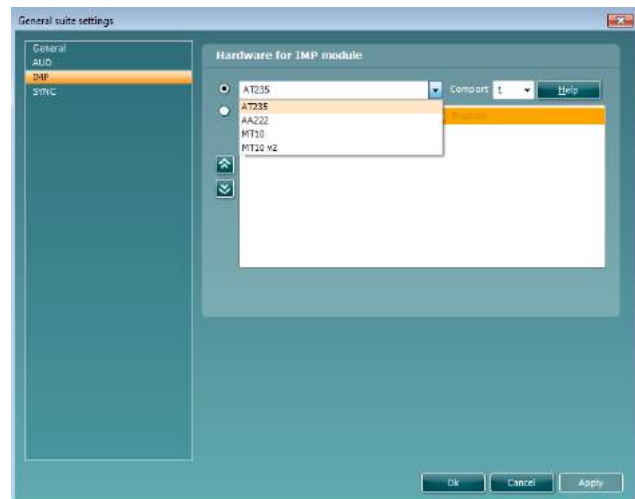 General suite settings
General
AUD
IMP
SYNC
Hardware for IMP module
AT235 Comport 1 Help
AT235
AA222
MT10
MT10 v2
Ok Cancel Apply